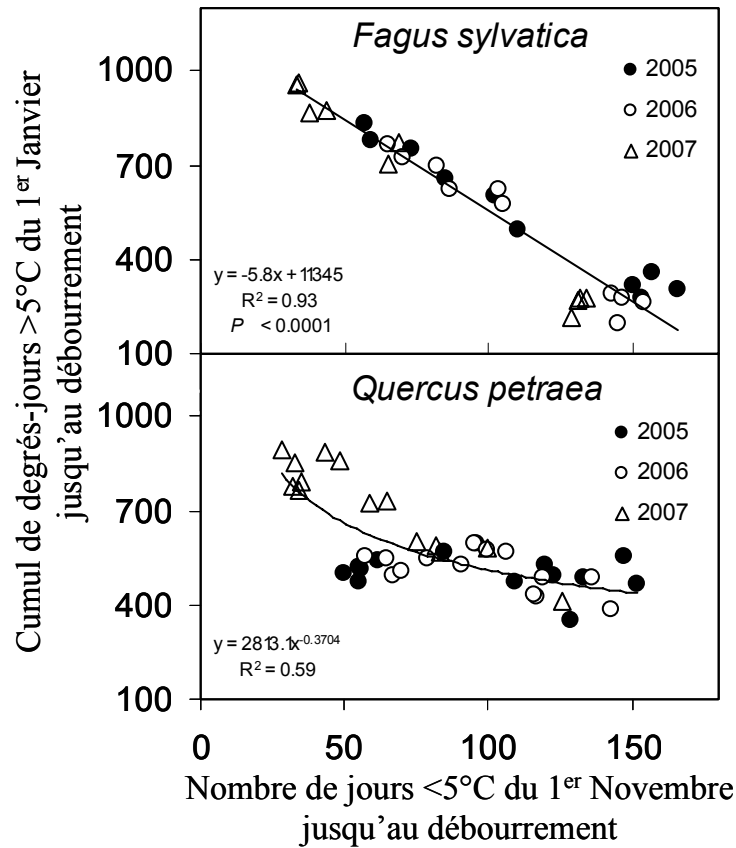 Fagus sylvatica
1000
700
400
100
2005
2006
2007
y = -5.8x + 11345
R² = 0.93
P < 0.0001
Quercus petraea
1000
700
400
100
2005
2006
2007
y = 2813.1x^-0.3704
R² = 0.59
0 50 100 150
Cumul de degrés-jours >5°C du 1er Janvier
jusqu'au débourrement
Nombre de jours <5°C du 1er Novembre
jusqu'au débourrement